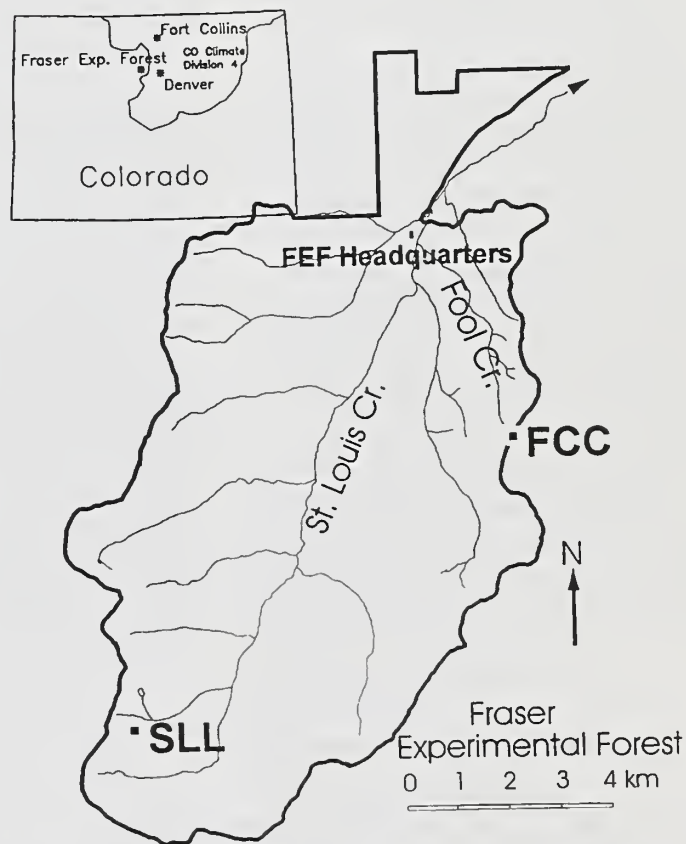 Fort Collins
Fraser Exp. Forest
CO Climate
Division 4
Denver
Colorado
FEF Headquarters
Fool Cr.
St. Louis Cr.
FCC
N
SLL
Fraser
Experimental Forest
0 1 2 3 4 km